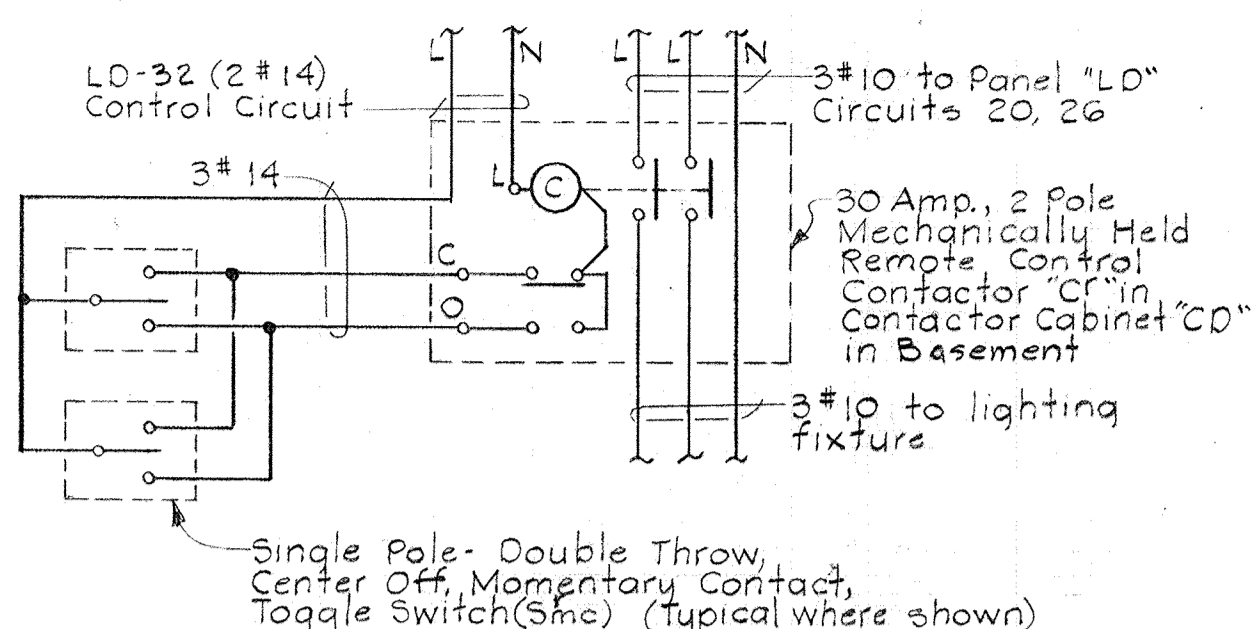 L N L L N
LD-32 (2 #14)
Control Circuit
3#10 to Panel "LD"
Circuits 20, 26
3# 14
L C
30 Amp., 2 Pole
Mechanically Held
Remote Control
Contactor "C1" in
Contactor Cabinet "CD"
in Basement
C
O
3#10 to lighting
fixture
Single Pole- Double Throw,
Center Off, Momentary Contact,
Toggle Switch (Smc) (typical where shown)